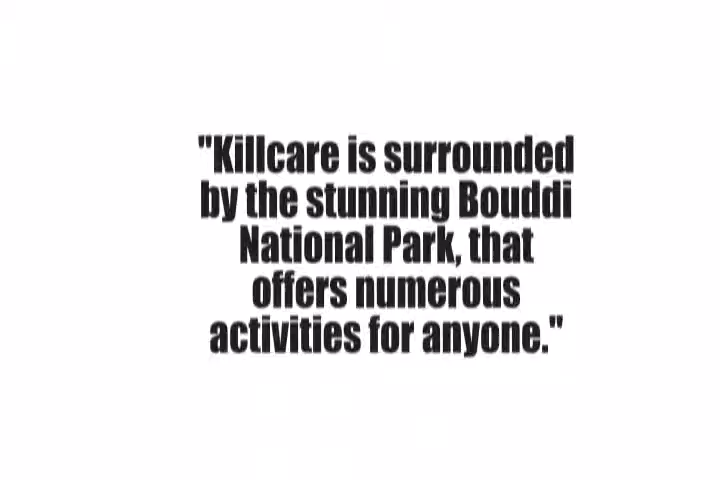 "Killcare is surrounded
by the stunning Bouddi
National Park, that
offers numerous
activities for anyone."